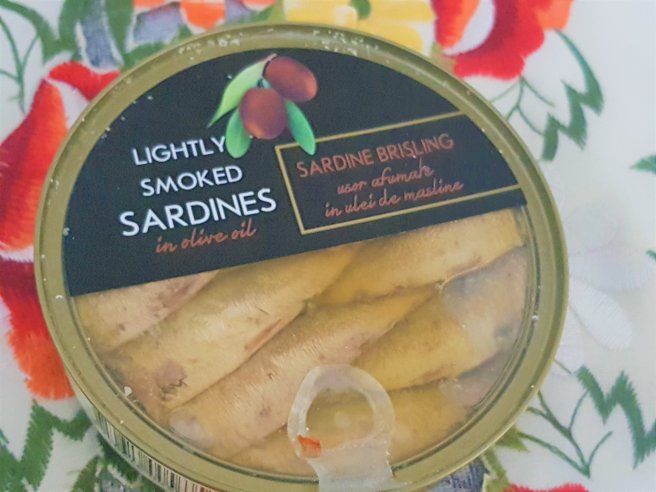 LIGHTLY
SMOKED
SARDINES
in olive oil
SARDINE BRISLING
usor afumate
in ulei de masline